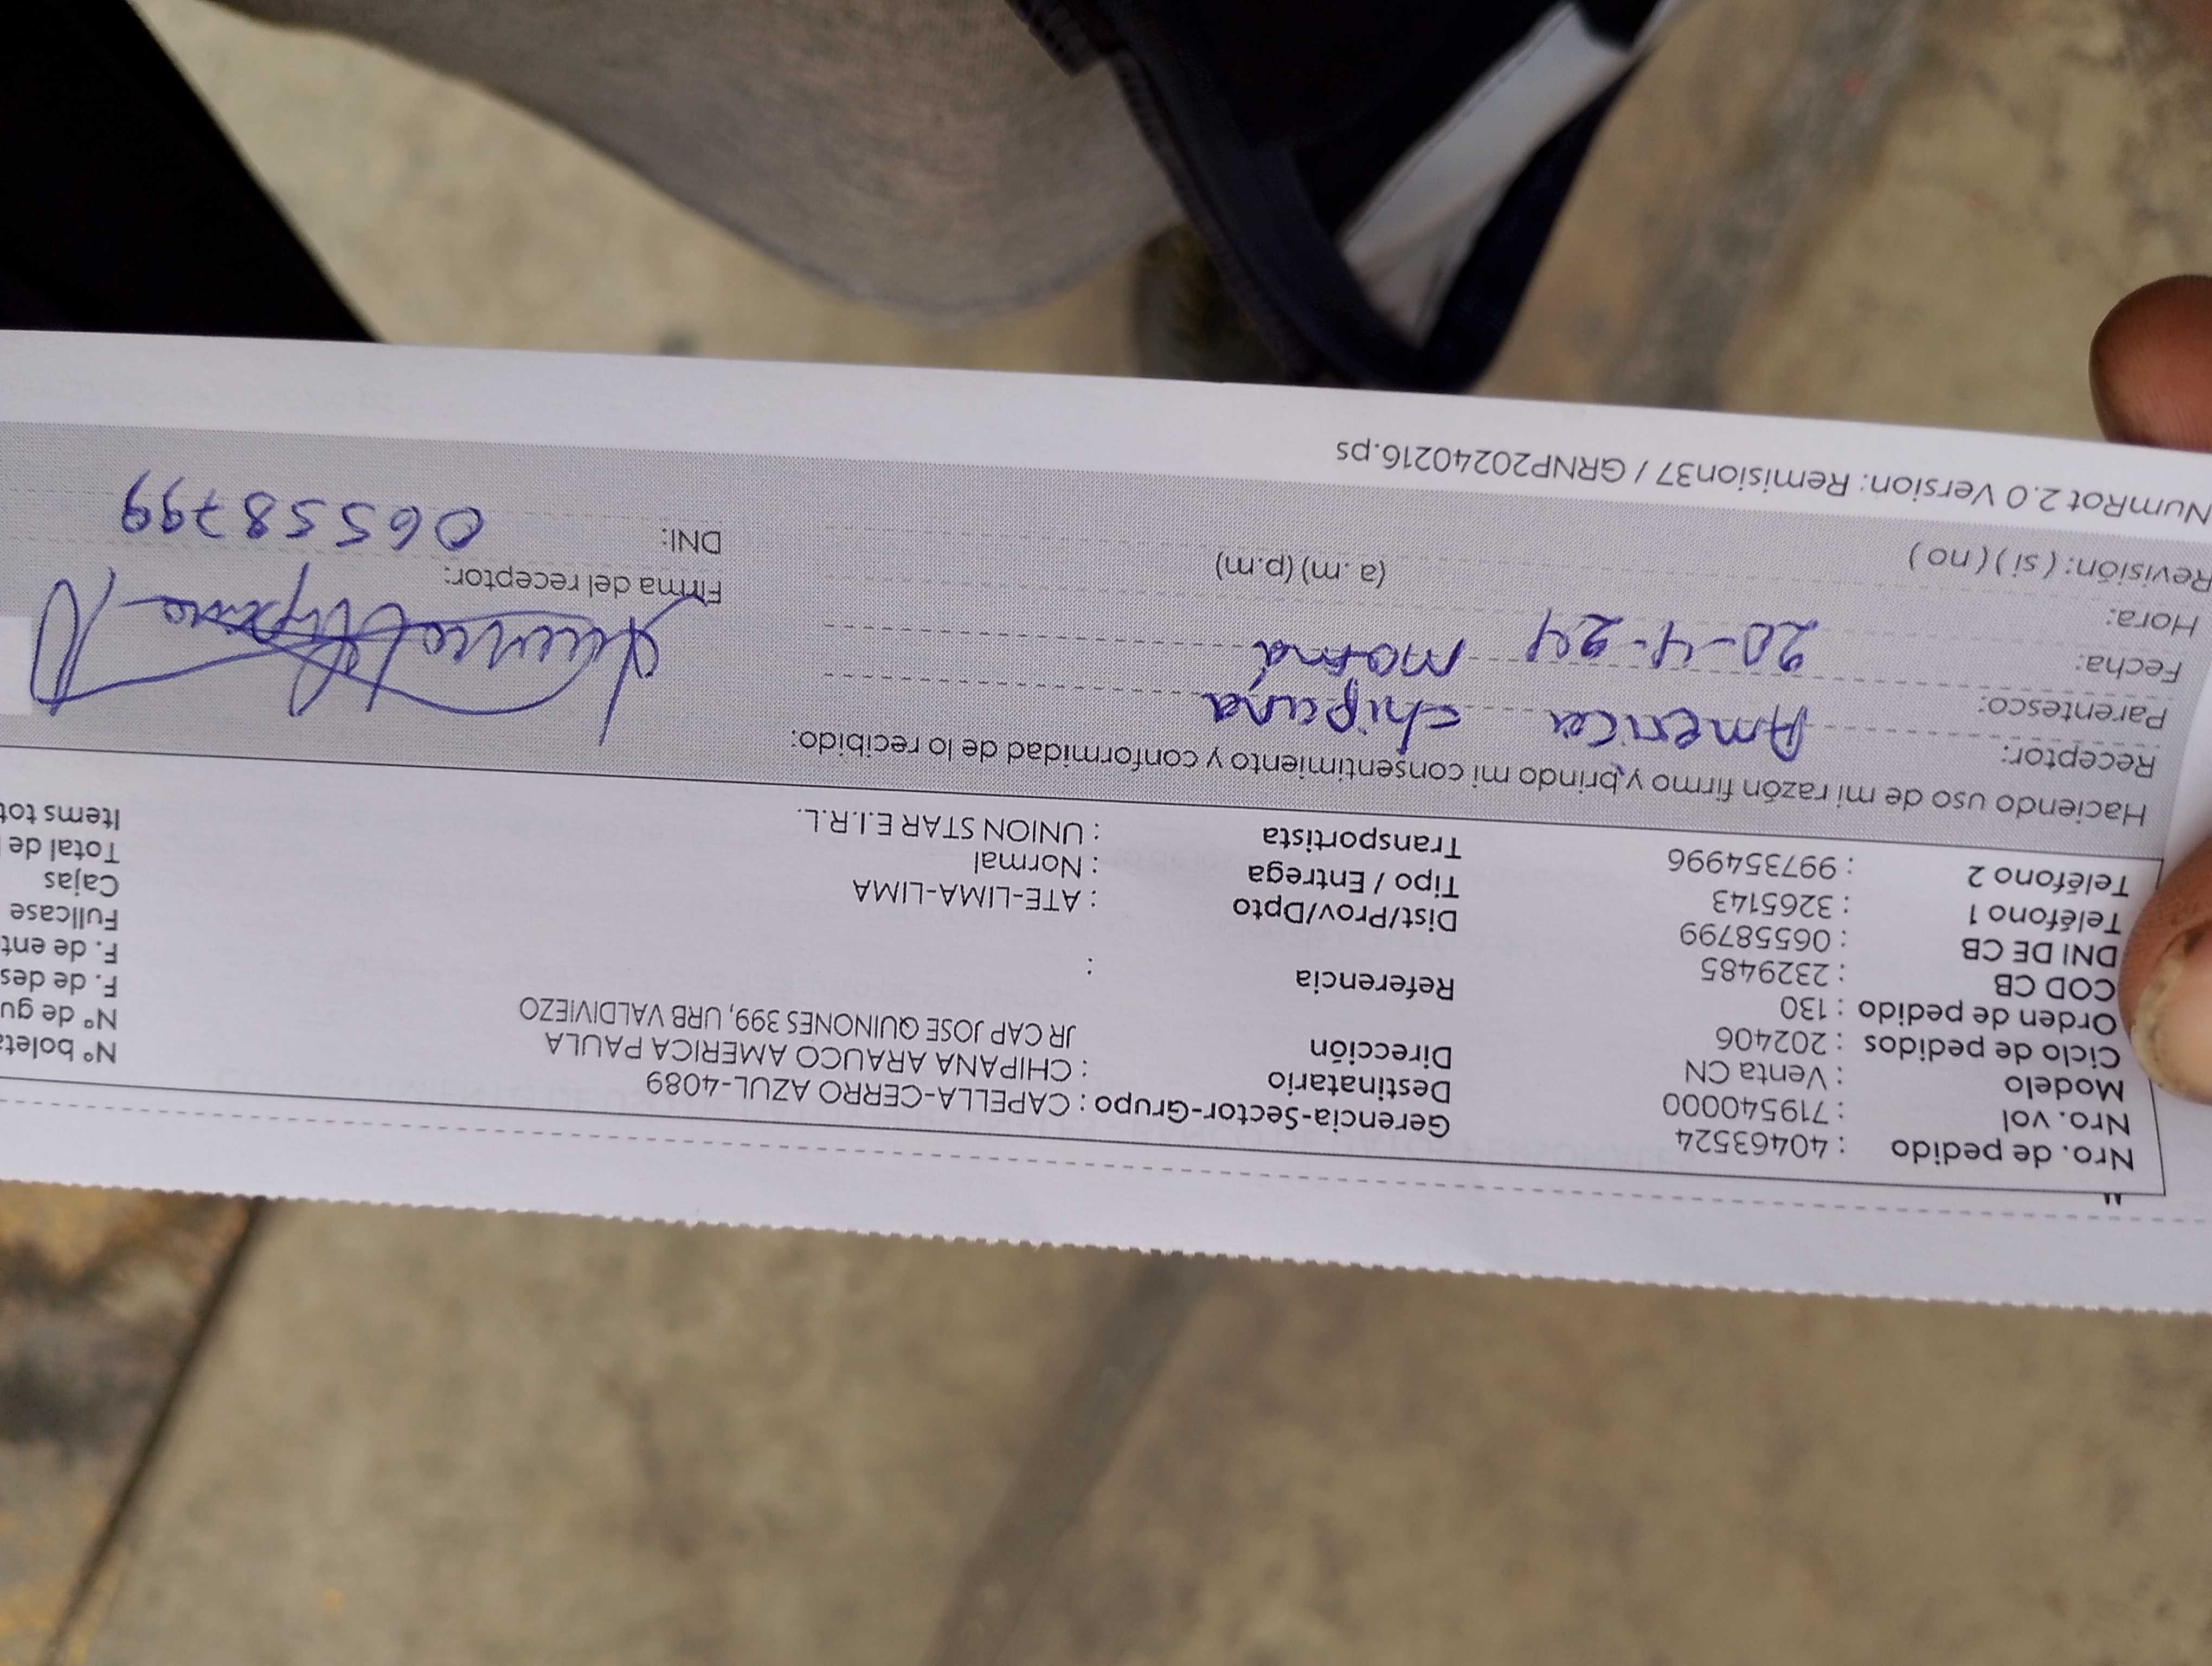 Nro. de pedido : 40463524
Nro. vol : 719540000
Modelo : Venta CN
Ciclo de pedidos : 202406
Orden de pedido : 130
COD CB : 2329485
DNI DE CB : 06558799
Teléfono 1 : 3265143
Teléfono 2 : 997354996
Gerencia-Sector-Grupo : CAPELLA-CERRO AZUL-4089
Destinatario : CHIPANA ARAUCO AMERICA PAULA
Dirección JR CAP JOSE QUINONES 399, URB VALDIVIEZO
Referencia :
Dist/Prov/Dpto : ATE-LIMA-LIMA
Tipo / Entrega : Normal
Transportista : UNION STAR E.I.R.L.
Nº boleta
Nº de gu
F. de des
F. de ent
Fullcase
Cajas
Total de
Items tot
Haciendo uso de mi razón firmo y brindo mi consentimiento y conformidad de lo recibido:
Receptor: America chipana
Parentesco:
Fecha: 20-4-24 mamá
Hora: (a.m) (p.m)
Revisión: ( si ) ( no )
Firma del receptor:
DNI: 06558799
NumRot 2.0 Version: Remision37 / GRNP20240216.ps